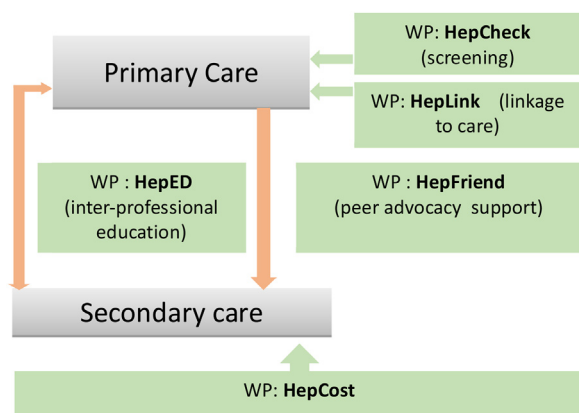 WP: HepCheck
(screening)
Primary Care
WP: HepLink (linkage
to care)
WP : HepED
(inter-professional
education)
WP : HepFriend
(peer advocacy support)
Secondary care
WP: HepCost